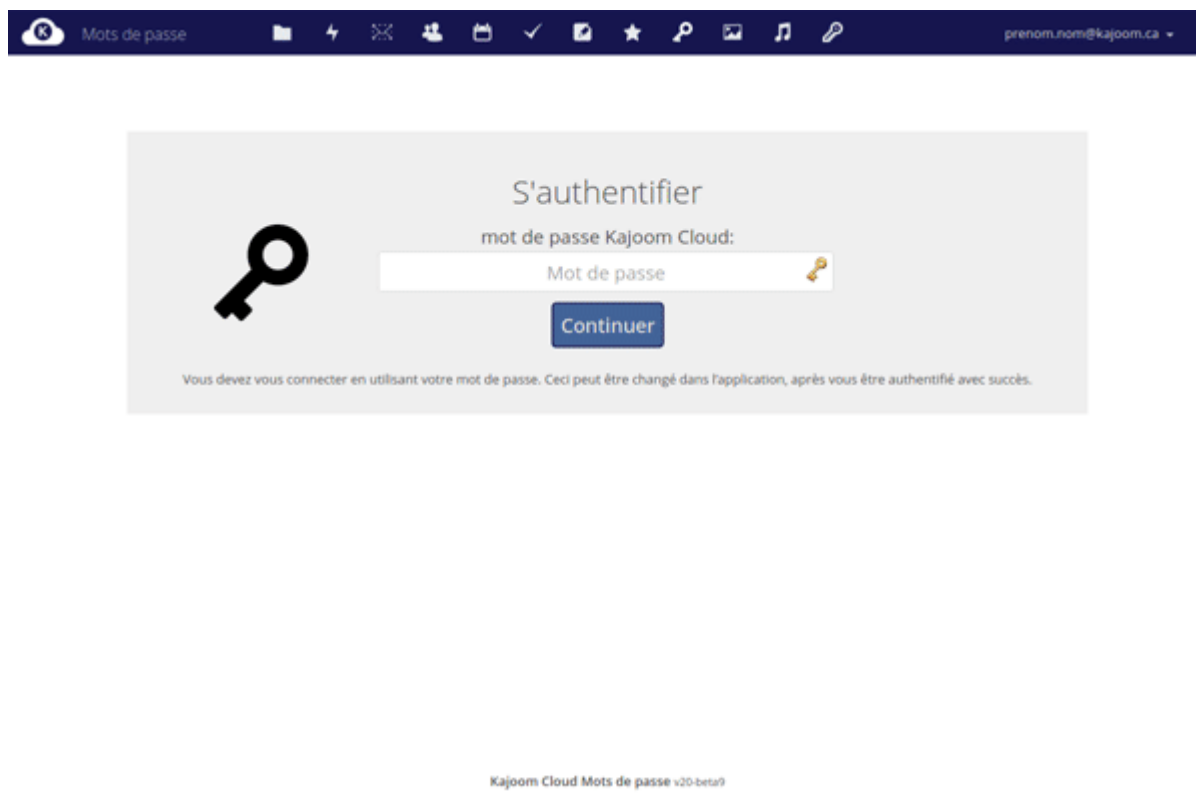 K
Mots de passe
prenom.nom@kajoom.ca
S'authentifier
mot de passe Kajoom Cloud:
Mot de passe
Continuer
Vous devez vous connecter en utilisant votre mot de passe. Ceci peut être changé dans l'application, après vous être authentifié avec succès.
Kajoom Cloud Mots de passe v20-beta9